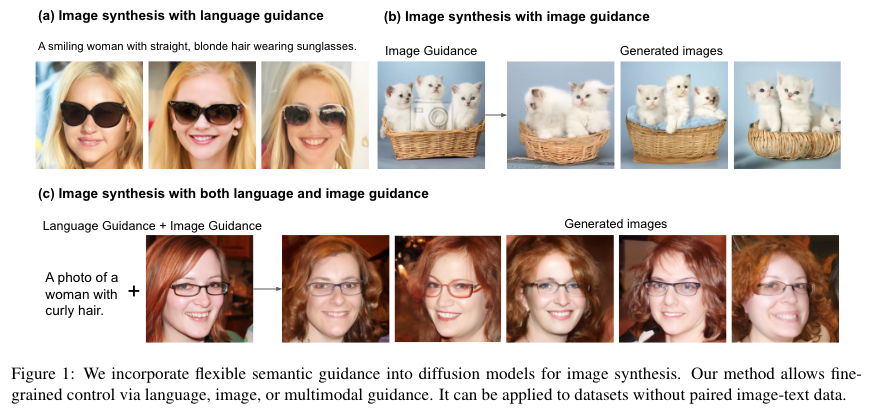 (a) Image synthesis with language guidance
A smiling woman with straight, blonde hair wearing sunglasses.
(b) Image synthesis with image guidance
Image Guidance
Generated images
(c) Image synthesis with both language and image guidance
Language Guidance + Image Guidance
Generated images
A photo of a
woman with
curly hair.
+
Figure 1: We incorporate flexible semantic guidance into diffusion models for image synthesis. Our method allows fine-
grained control via language, image, or multimodal guidance. It can be applied to datasets without paired image-text data.